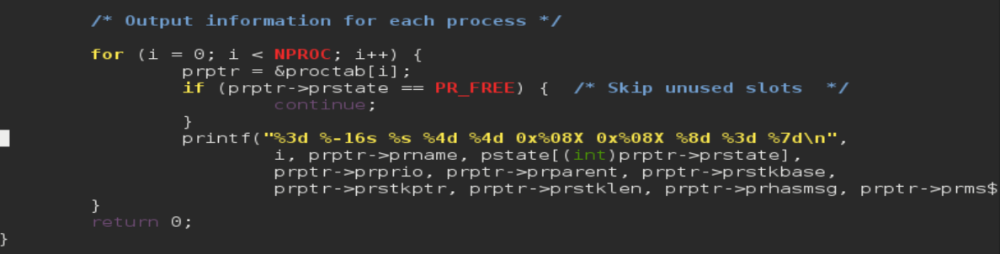 /* Output information for each process */
for (i = 0; i < NPROC; i++) {
prptr = &proctab[i];
if (prptr->prstate == PR_FREE) {  /* Skip unused slots  */
continue;
}
printf("%3d %-16s %s %4d %4d 0x%08X 0x%08X %8d %3d %7d\n",
i, prptr->prname, pstate[(int)prptr->prstate],
prptr->prprio, prptr->prparent, prptr->prstkbase,
prptr->prstkptr, prptr->prstklen, prptr->prhasmsg, prptr->prms$
}
return 0;
}